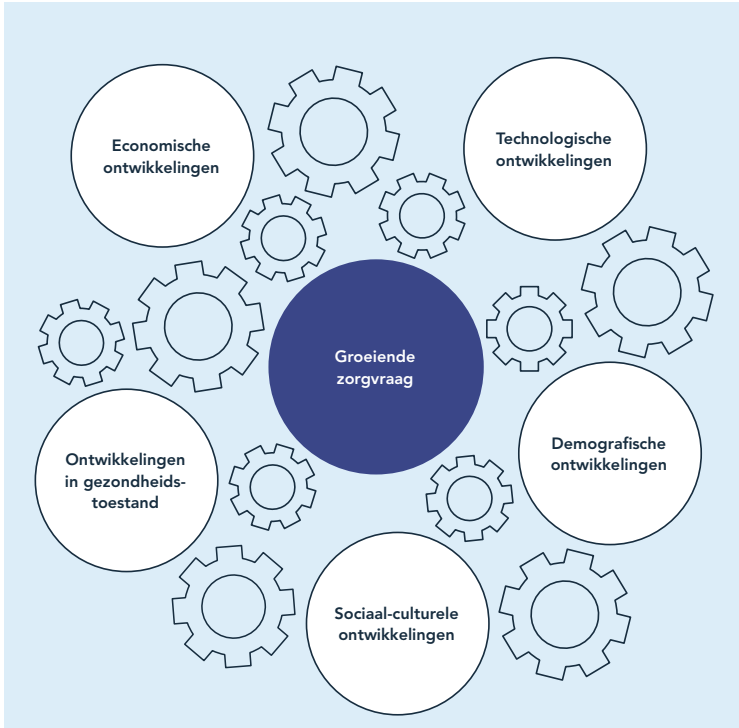 Economische
ontwikkelingen
Technologische
ontwikkelingen
Groeiende
zorgvraag
Demografische
ontwikkelingen
Ontwikkelingen
in gezondheids-
toestand
Sociaal-culturele
ontwikkelingen